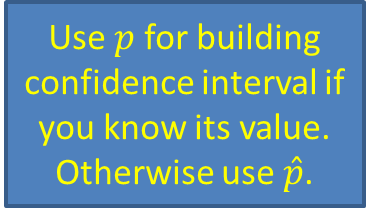 Use 𝑝 for building
confidence interval if
you know its value.
Otherwise use 𝑝̂.